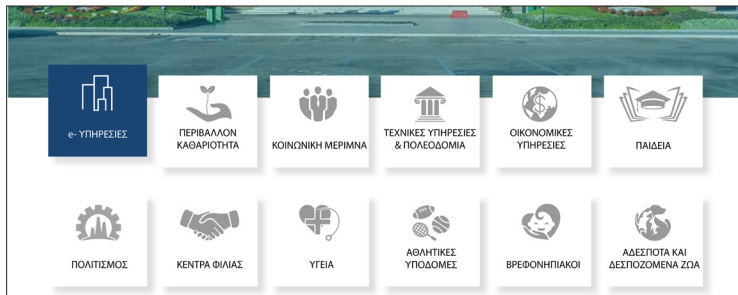 e- ΥΠΗΡΕΣΙΕΣ
ΠΕΡΙΒΑΛΛΟΝ
ΚΑΘΑΡΙΟΤΗΤΑ
ΚΟΙΝΩΝΙΚΗ ΜΕΡΙΜΝΑ
ΤΕΧΝΙΚΕΣ ΥΠΗΡΕΣΙΕΣ
& ΠΟΛΕΟΔΟΜΙΑ
ΟΙΚΟΝΟΜΙΚΕΣ
ΥΠΗΡΕΣΙΕΣ
ΠΑΙΔΕΙΑ
ΠΟΛΙΤΙΣΜΟΣ
ΚΕΝΤΡΑ ΦΙΛΙΑΣ
ΥΓΕΙΑ
ΑΘΛΗΤΙΚΕΣ
ΥΠΟΔΟΜΕΣ
ΒΡΕΦΟΝΗΠΙΑΚΟΙ
ΑΔΕΣΠΟΤΑ ΚΑΙ
ΔΕΣΠΟΖΟΜΕΝΑ ΖΩΑ